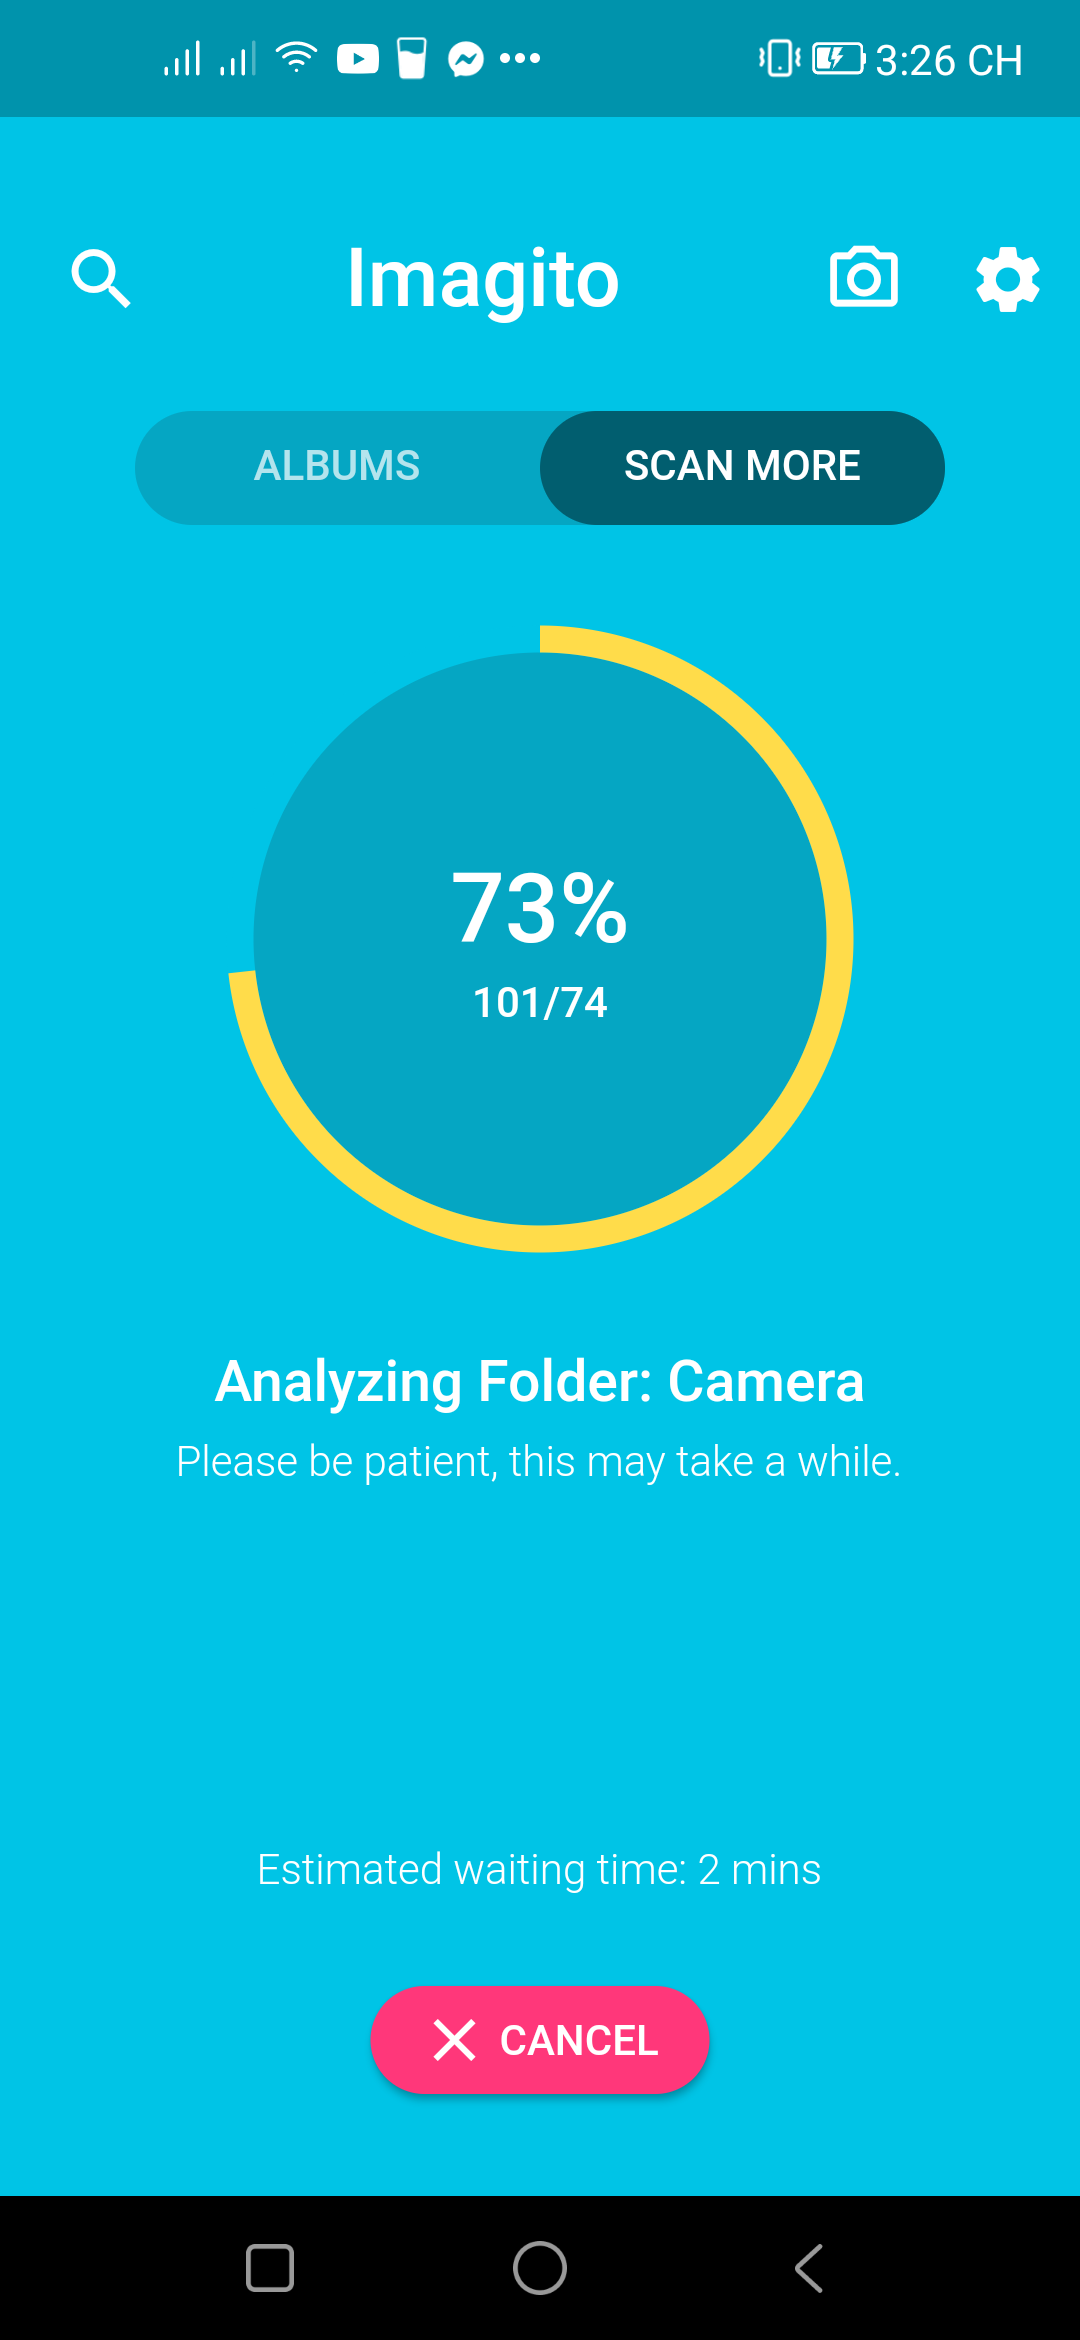 3:26 CH
Imagito
ALBUMS
SCAN MORE
73%
101/74
Analyzing Folder: Camera
Please be patient, this may take a while.
Estimated waiting time: 2 mins
CANCEL